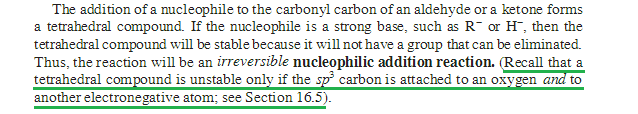 The addition of a nucleophile to the carbonyl carbon of an aldehyde or a ketone forms
a tetrahedral compound. If the nucleophile is a strong base, such as R⁻ or H⁻, then the
tetrahedral compound will be stable because it will not have a group that can be eliminated.
Thus, the reaction will be an irreversible nucleophilic addition reaction. (Recall that a
tetrahedral compound is unstable only if the sp³ carbon is attached to an oxygen and to
another electronegative atom; see Section 16.5).